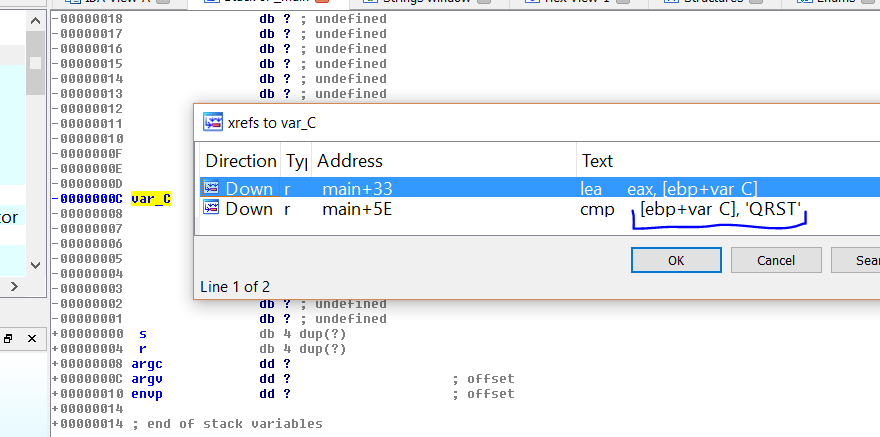 IDA View-A Stack of _main Strings window Hex View-1 Structures Enums
-00000018 db ? ; undefined
-00000017 db ? ; undefined
-00000016 db ? ; undefined
-00000015 db ? ; undefined
-00000014 db ? ; undefined
-00000013 db ? ; undefined
-00000012
-00000011
-00000010
-0000000F
-0000000E
-0000000D
-0000000C var_C
-00000008
-00000007
-00000006
-00000005
-00000004
-00000003
-00000002 db ? ; undefined
-00000001 db ? ; undefined
+00000000 s db 4 dup(?)
+00000004 r db 4 dup(?)
+00000008 argc dd ?
+0000000C argv dd ? ; offset
+00000010 envp dd ? ; offset
+00000014
+00000014 ; end of stack variables
tor
xrefs to var_C
Direction Ty Address Text
Down r main+33 lea eax, [ebp+var_C]
Down r main+5E cmp [ebp+var_C], 'QRST'
OK Cancel Sear
Line 1 of 2